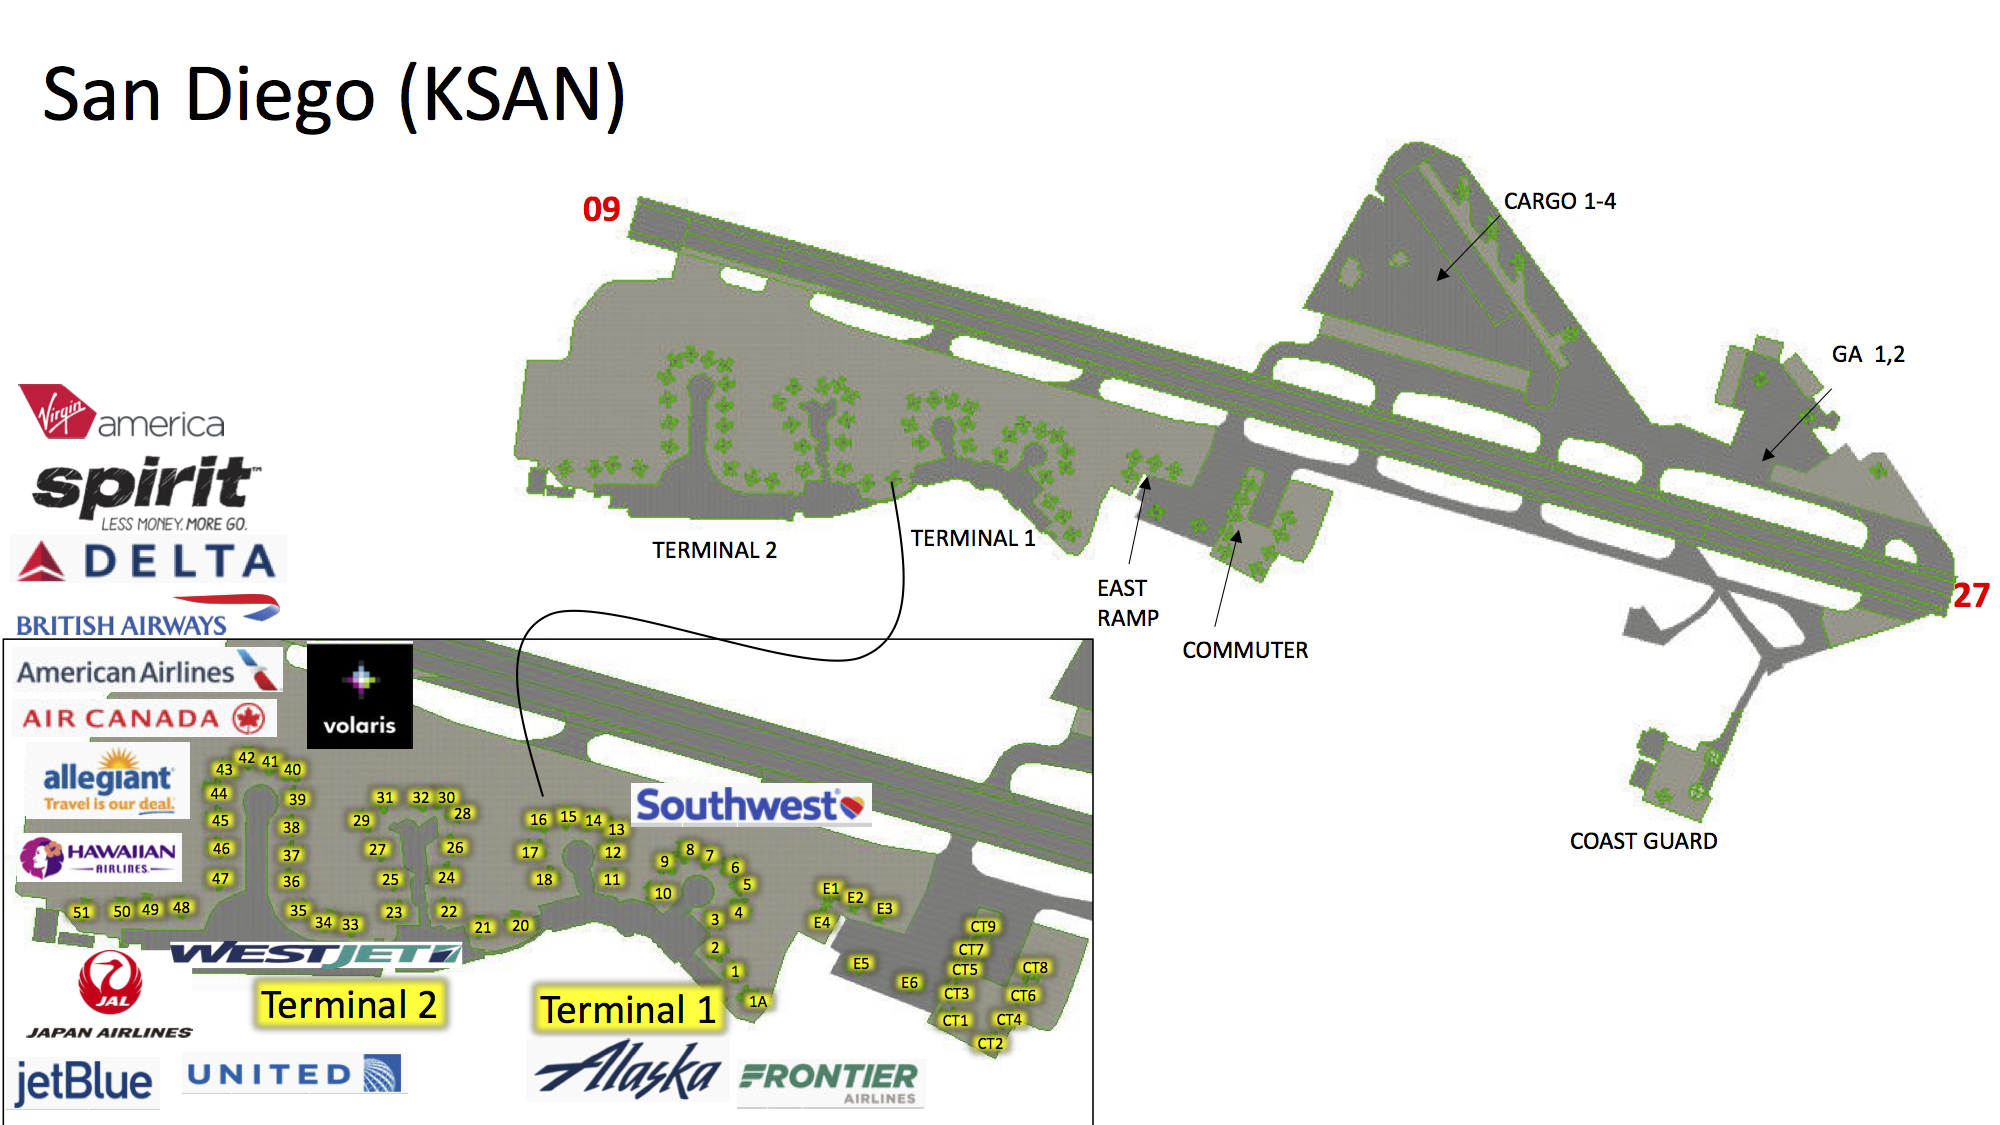 San Diego (KSAN)
09
CARGO 1-4
GA 1,2
27
TERMINAL 2
TERMINAL 1
EAST
RAMP
COMMUTER
COAST GUARD
Virgin america
spirit™
LESS MONEY. MORE GO.
DELTA
BRITISH AIRWAYS
American Airlines
AIR CANADA
allegiant
Travel is our deal.
HAWAIIAN
AIRLINES
volaris
Southwest
WESTJET
JAL
JAPAN AIRLINES
jetBlue
UNITED
Terminal 2
Terminal 1
Alaska
FRONTIER
AIRLINES
42
41
43
40
44
39
45
38
46
37
47
36
51
50
49
48
35
34
33
31
32
30
29
28
27
26
25
24
23
22
21
20
16
15
14
13
17
12
18
11
9
8
7
6
10
5
4
3
2
1
1A
E1
E2
E3
E4
E5
E6
CT9
CT7
CT5
CT8
CT3
CT6
CT1
CT4
CT2